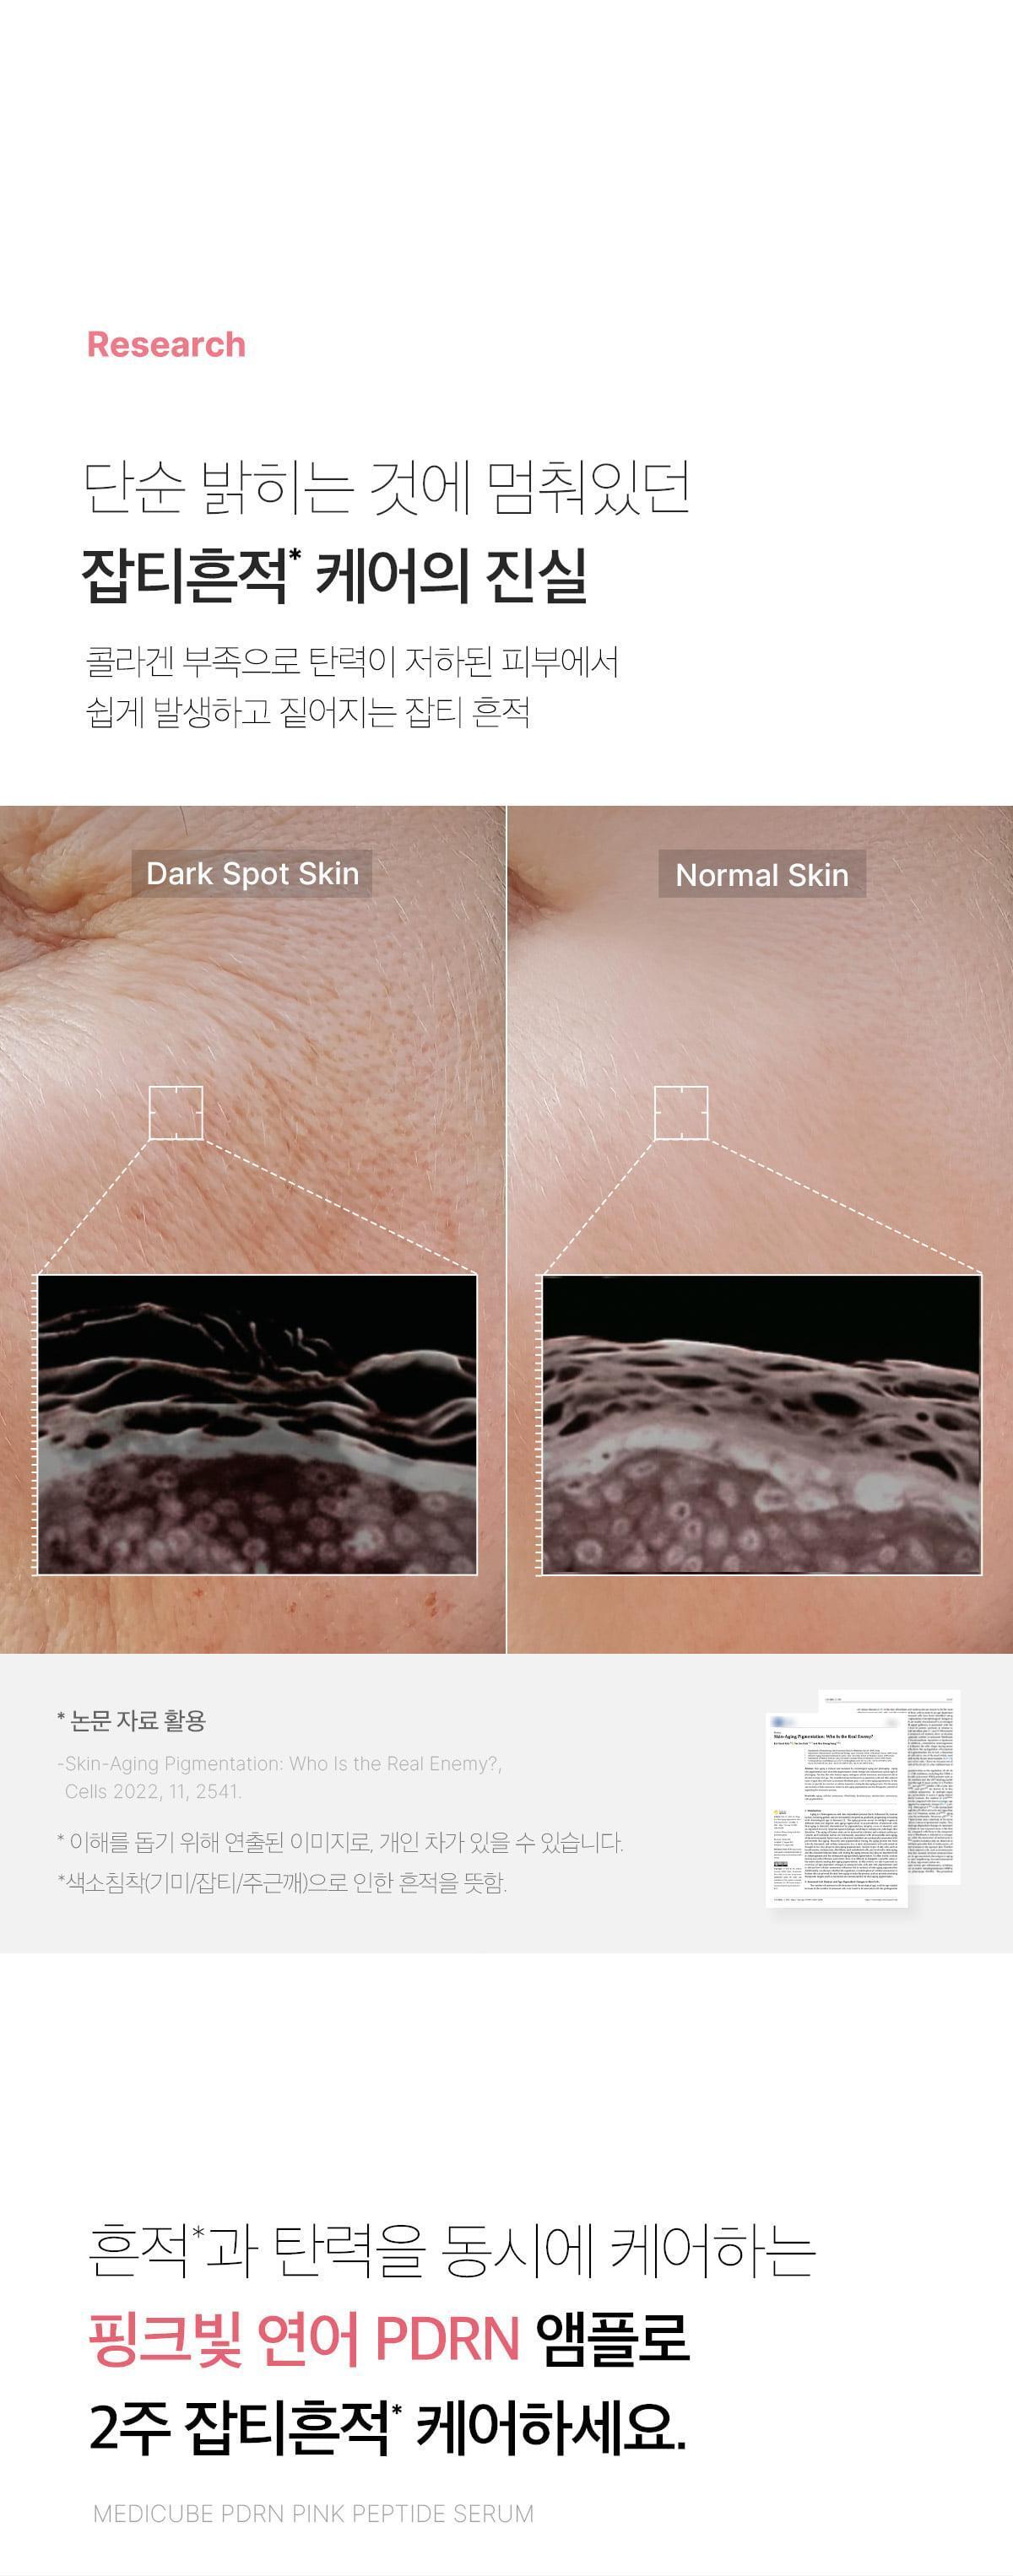 Research
단순 밝히는 것에 멈춰있던
잡티흔적* 케어의 진실
콜라겐 부족으로 탄력이 저하된 피부에서
쉽게 발생하고 짙어지는 잡티 흔적
Dark Spot Skin
Normal Skin
* 논문 자료 활용
-Skin-Aging Pigmentation: Who Is the Real Enemy?,
Cells 2022, 11, 2541.
* 이해를 돕기 위해 연출된 이미지로, 개인 차가 있을 수 있습니다.
*색소침착(기미/잡티/주근깨)으로 인한 흔적을 뜻함.
Skin-Aging Pigmentation: Who Is the Real Enemy?
흔적*과 탄력을 동시에 케어하는
핑크빛 연어 PDRN 앰플로
2주 잡티흔적* 케어하세요.
MEDICUBE PDRN PINK PEPTIDE SERUM